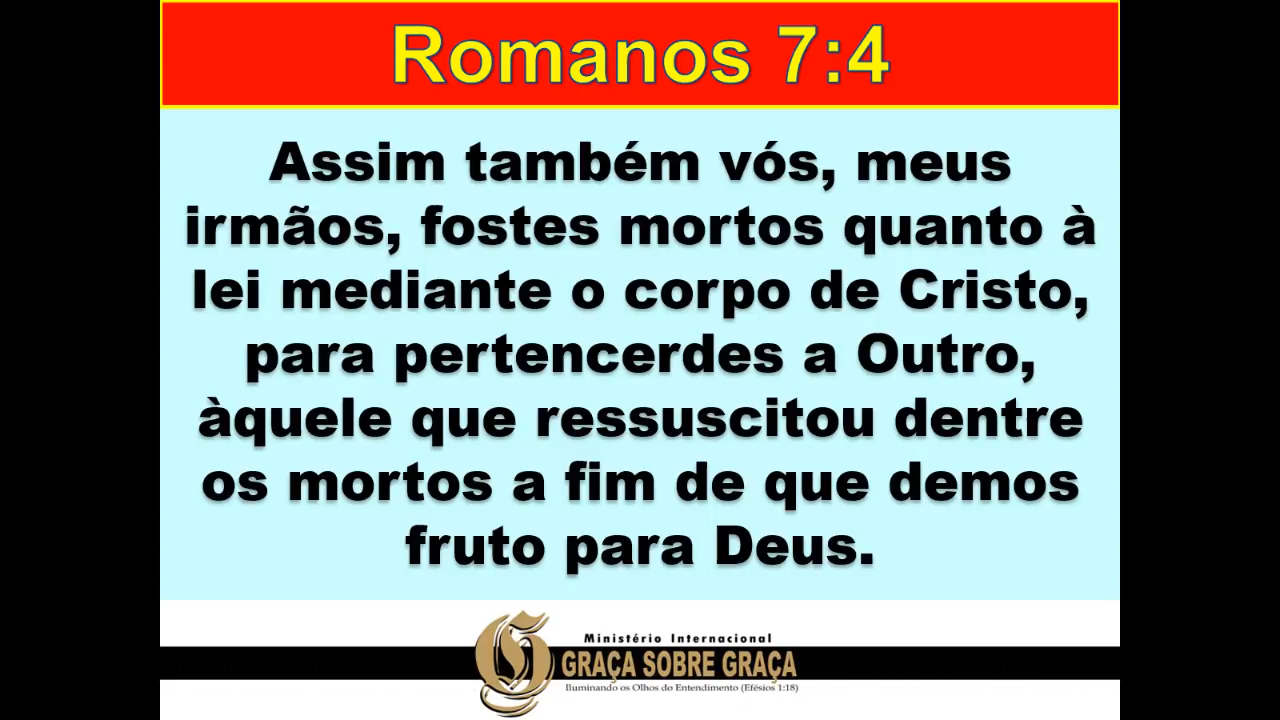 Romanos 7:4
Assim também vós, meus
irmãos, fostes mortos quanto à
lei mediante o corpo de Cristo,
para pertencerdes a Outro,
àquele que ressuscitou dentre
os mortos a fim de que demos
fruto para Deus.
Ministério Internacional
GRAÇA SOBRE GRAÇA
Iluminando os Olhos do Entendimento (Efésios 1:18)